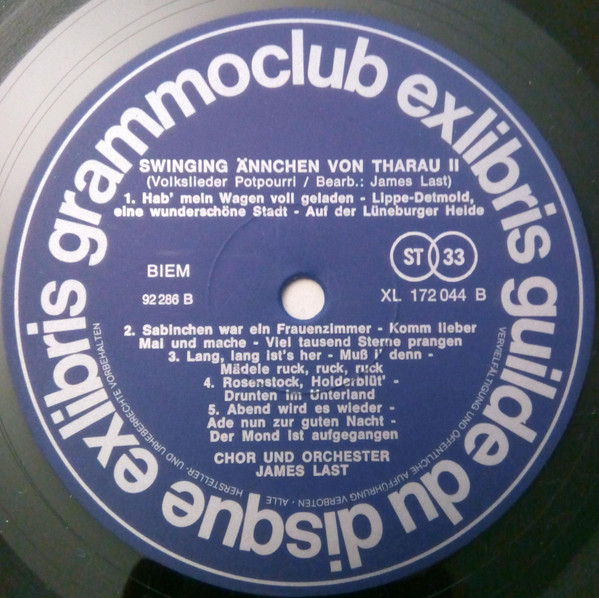 grammoclub exlibris guilde du disque exlibris
SWINGING ÄNNCHEN VON THARAU II
(Volkslieder Potpourri / Bearb.: James Last)
1. Hab' mein Wagen voll geladen - Lippe-Detmold,
eine wunderschöne Stadt - Auf der Lüneburger Heide
BIEM
ST 33
92 286 B
XL 172 044 B
2. Sabinchen war ein Frauenzimmer - Komm lieber
Mai und mache - Viel tausend Sterne prangen
3. Lang, lang ist's her - Muß i' denn -
Mädele ruck, ruck, ruck
4. Rosenstock, Holderblüt' -
Drunten im Unterland
5. Abend wird es wieder -
Ade nun zur guten Nacht -
Der Mond ist aufgegangen
CHOR UND ORCHESTER
JAMES LAST
VERVIELFÄLTIGUNG UND ÖFFENTLICHE AUFFÜHRUNG VERBOTEN - ALLE HERSTELLER- UND URHEBERRECHTE VORBEHALTEN